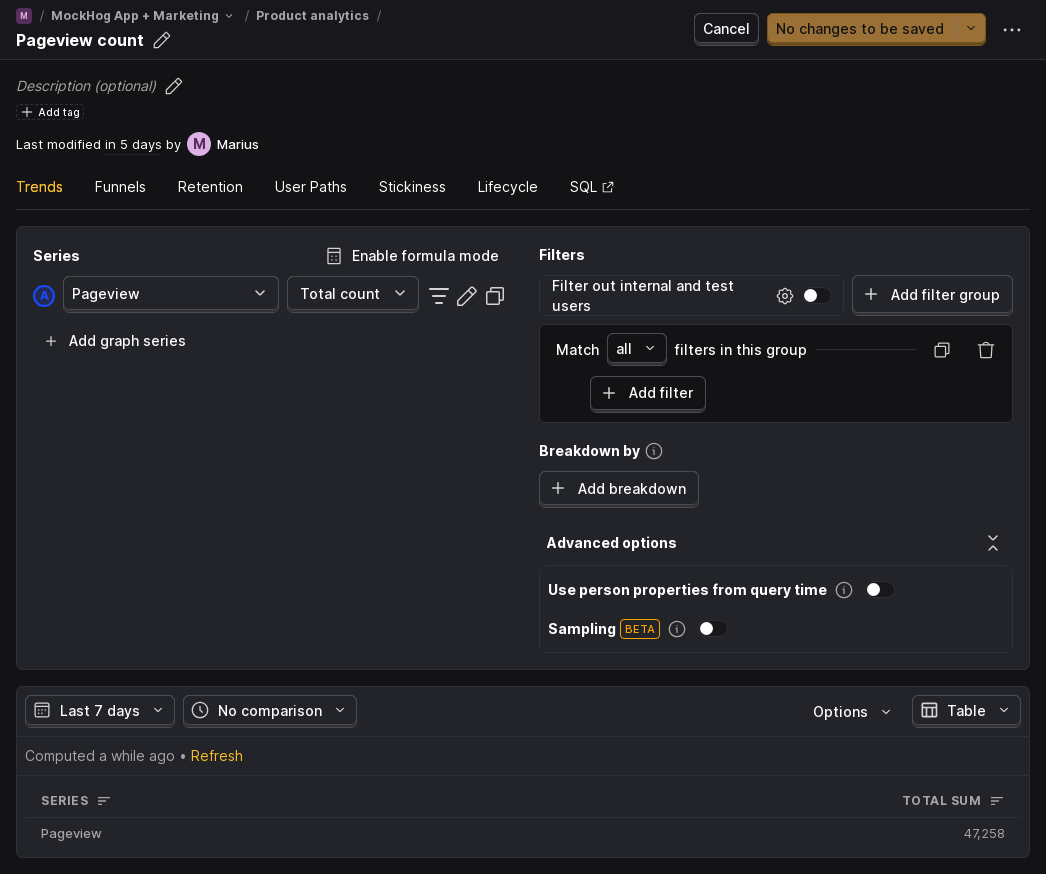 M / MockHog App + Marketing / Product analytics /
Pageview count
Cancel
No changes to be saved
Description (optional)
Add tag
Last modified in 5 days by M Marius
Trends Funnels Retention User Paths Stickiness Lifecycle SQL
Series
Enable formula mode
A Pageview Total count
Add graph series
Filters
Filter out internal and test
users
Add filter group
Match all filters in this group
Add filter
Breakdown by
Add breakdown
Advanced options
Use person properties from query time
Sampling BETA
Last 7 days No comparison Options Table
Computed a while ago • Refresh
SERIES TOTAL SUM
Pageview 47,258